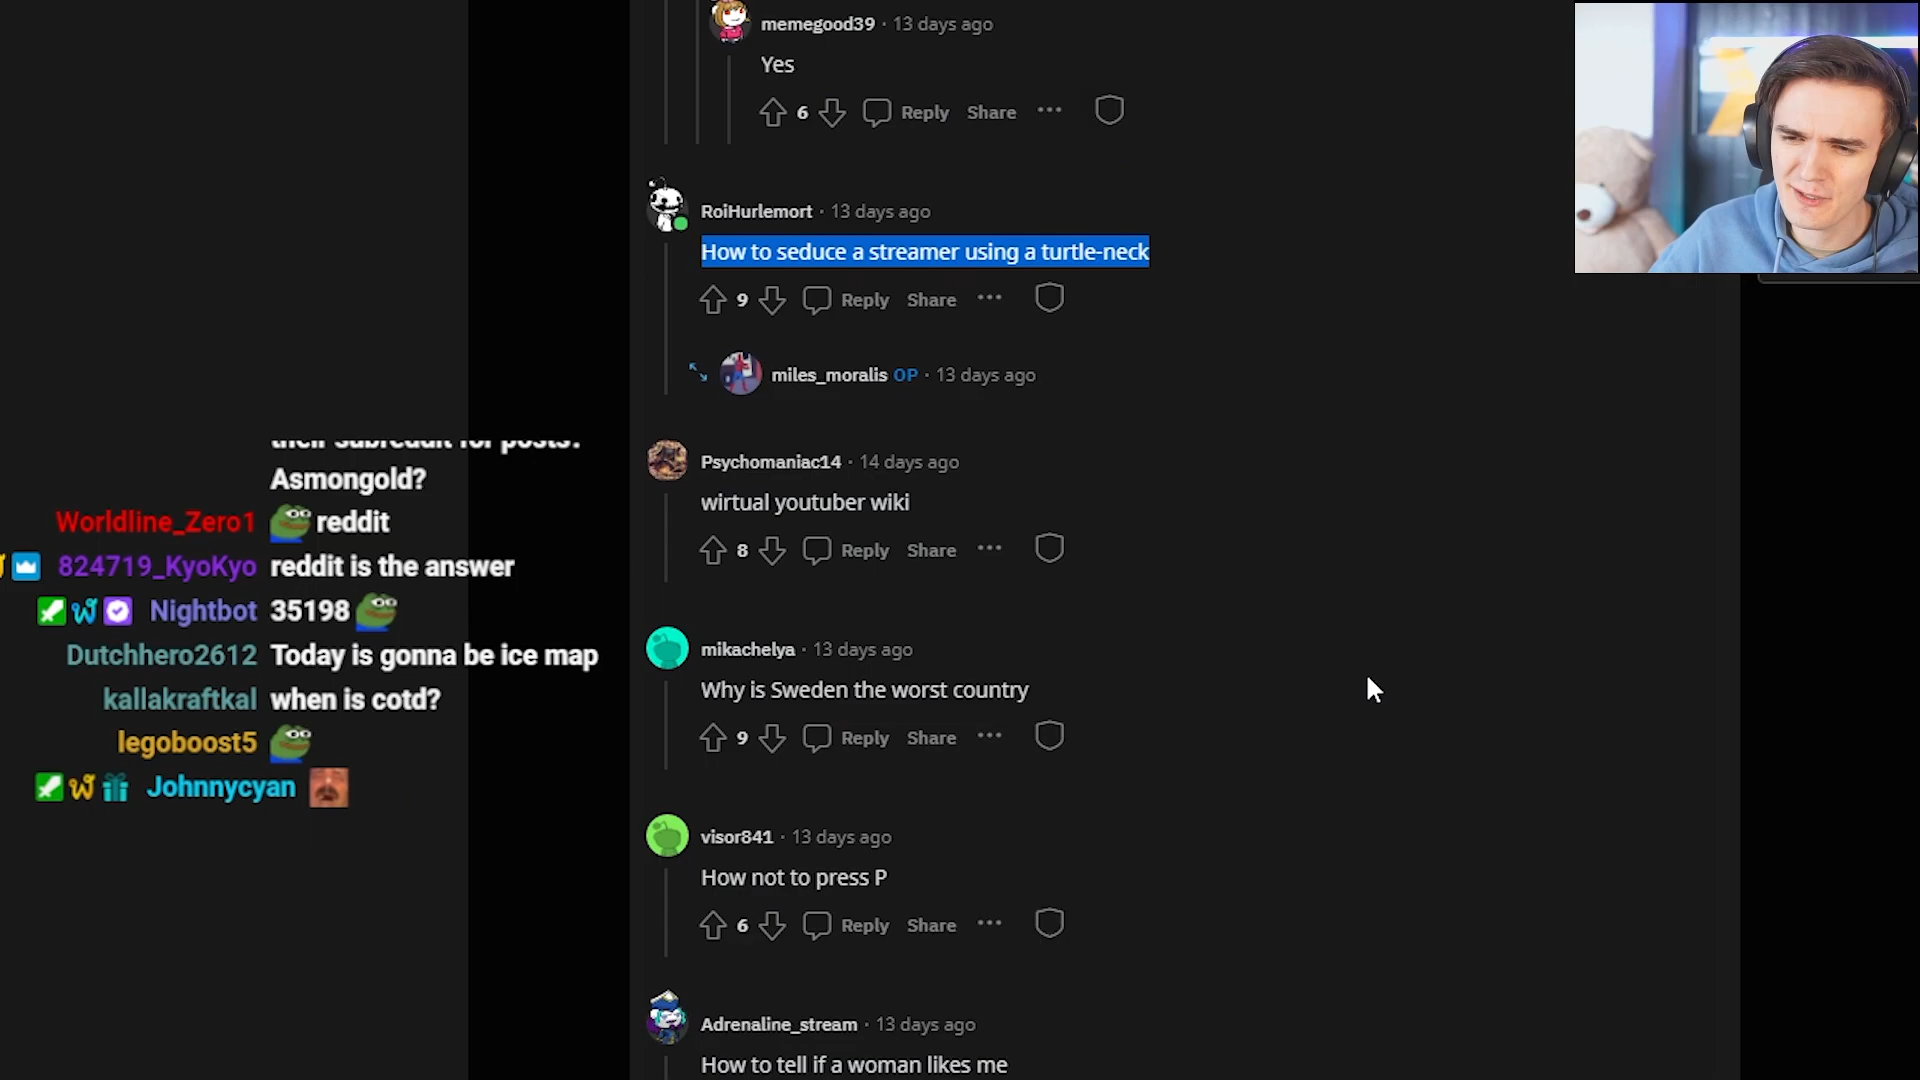 memegood39 · 13 days ago
Yes
6 Reply Share ...
RoiHurlemort · 13 days ago
How to seduce a streamer using a turtle-neck
9 Reply Share ...
miles_moralis OP · 13 days ago
Psychomaniac14 · 14 days ago
wirtual youtuber wiki
8 Reply Share ...
mikachelya · 13 days ago
Why is Sweden the worst country
9 Reply Share ...
visor841 · 13 days ago
How not to press P
6 Reply Share ...
Adrenaline_stream · 13 days ago
How to tell if a woman likes me
their subreddit for posts?
Asmongold?
Worldline_Zero1 reddit
824719_KyoKyo reddit is the answer
Nightbot 35198
Dutchhero2612 Today is gonna be ice map
kallakraftkal when is cotd?
legoboost5
Johnnycyan